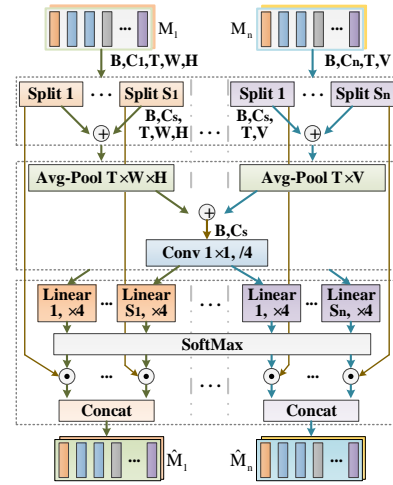 ... M₁ ... Mₙ
B,C₁,T,W,H B,Cₙ,T,V
Split 1 ... Split S₁ Split 1 ... Split Sₙ
B,Cs, T,W,H ... B,Cs, T,V
+ +
Avg-Pool T×W×H Avg-Pool T×V
+
B,Cs
Conv 1×1, /4
Linear 1, ×4 ... Linear S₁, ×4 ... Linear 1, ×4 ... Linear Sₙ, ×4
SoftMax
... ... ...
Concat Concat
... M̂₁ ... M̂ₙ